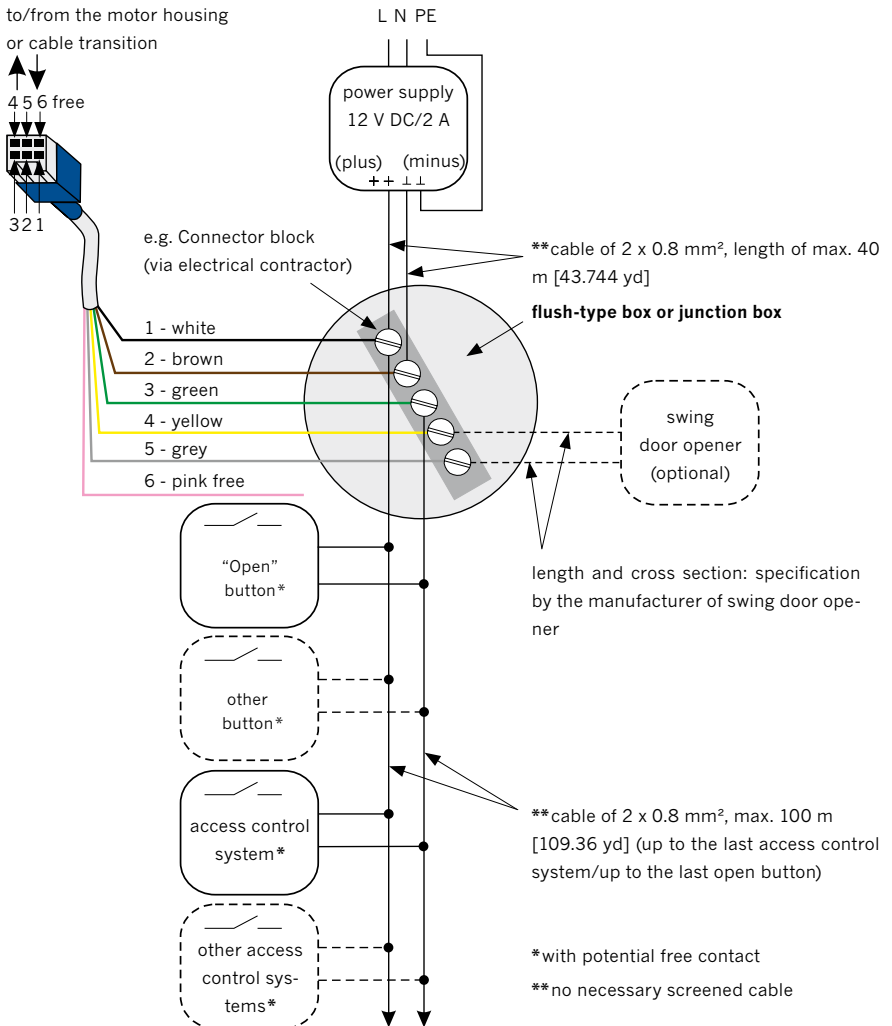 to/from the motor housing
or cable transition
4 5 6 free
3 2 1
L N PE
power supply
12 V DC/2 A
(plus) (minus)
+ + ⊥ ⊥
e.g. Connector block
(via electrical contractor)
**cable of 2 x 0.8 mm², length of max. 40
m [43.744 yd]
flush-type box or junction box
1 - white
2 - brown
3 - green
4 - yellow
5 - grey
6 - pink free
swing
door opener
(optional)
length and cross section: specification
by the manufacturer of swing door ope-
ner
“Open”
button*
other
button*
access control
system*
other access
control sys-
tems*
**cable of 2 x 0.8 mm², max. 100 m
[109.36 yd] (up to the last access control
system/up to the last open button)
*with potential free contact
**no necessary screened cable